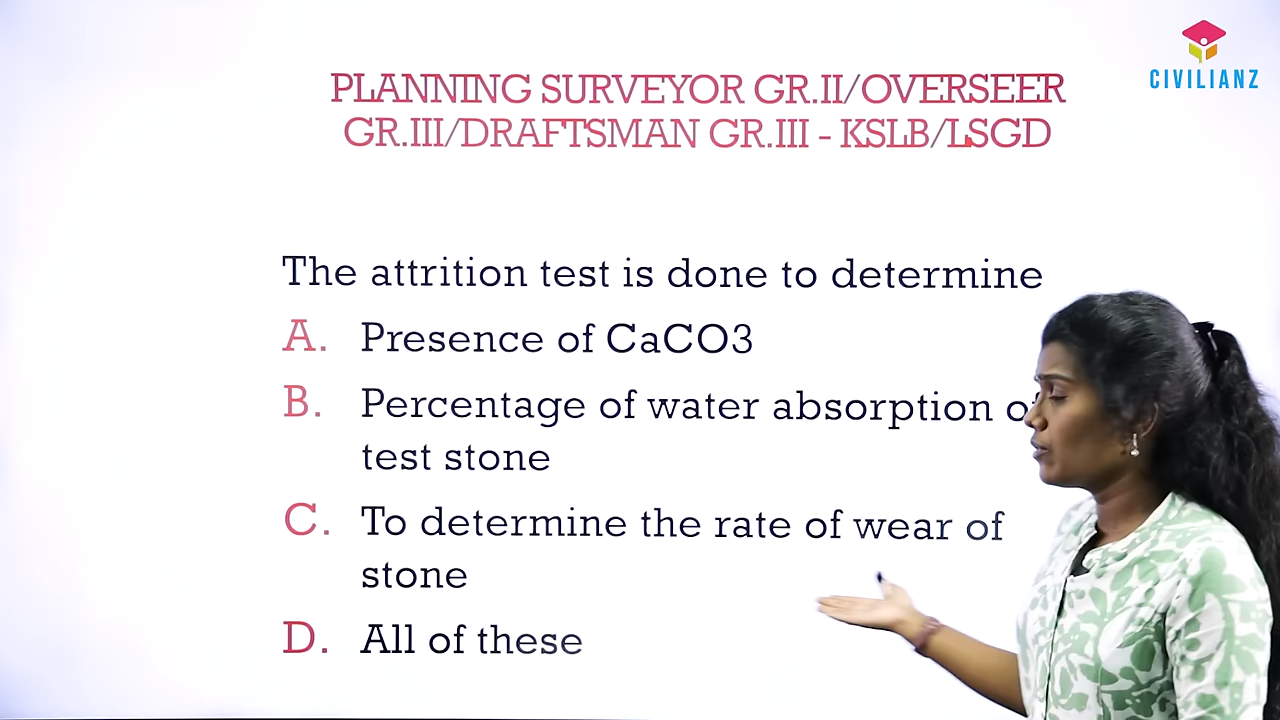 CIVILIANZ
PLANNING SURVEYOR GR.II/OVERSEER
GR.III/DRAFTSMAN GR.III - KSLB/LSGD
The attrition test is done to determine
A. Presence of CaCO3
B. Percentage of water absorption
test stone
C. To determine the rate of wear of
stone
D. All of these